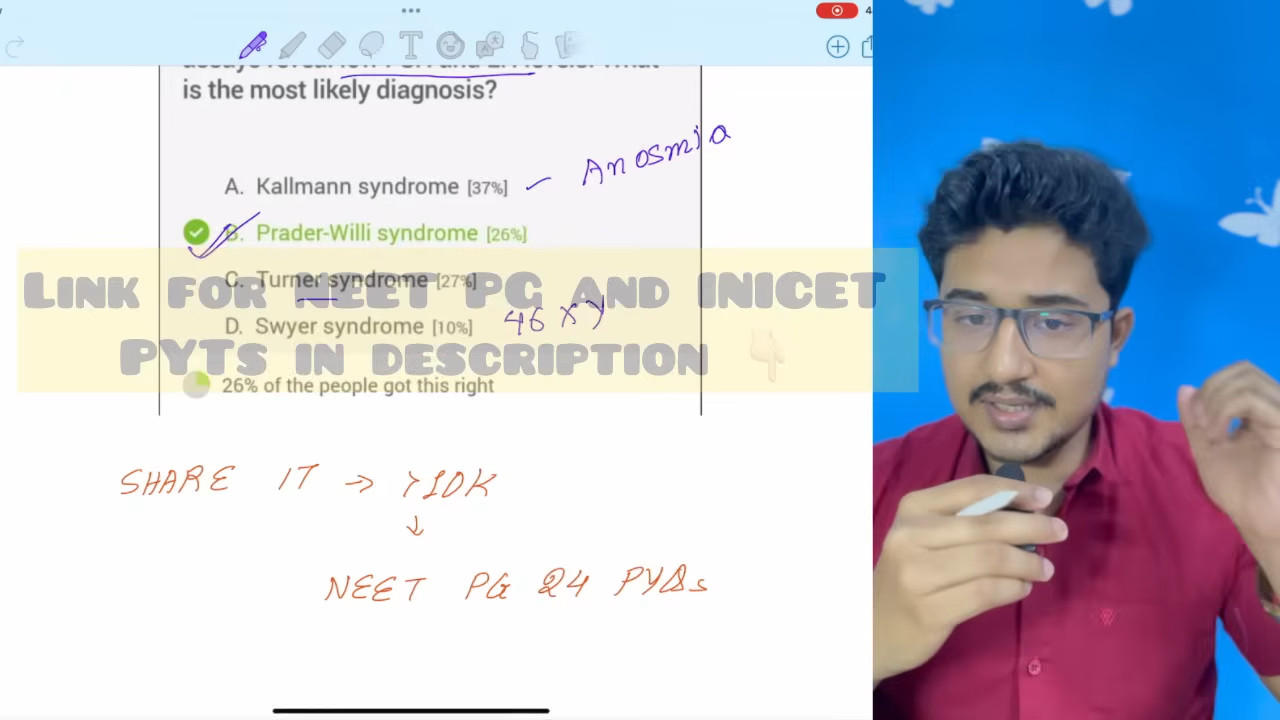 is the most likely diagnosis?
Anosmia
A. Kallmann syndrome [37%]
B. Prader-Willi syndrome [26%]
C. Turner syndrome [27%]
LINK FOR NEET PG AND INICET
D. Swyer syndrome [10%]
46 xy
PYTS IN DESCRIPTION
26% of the people got this right
SHARE IT → >10K
↓
NEET PG 24 PYQs